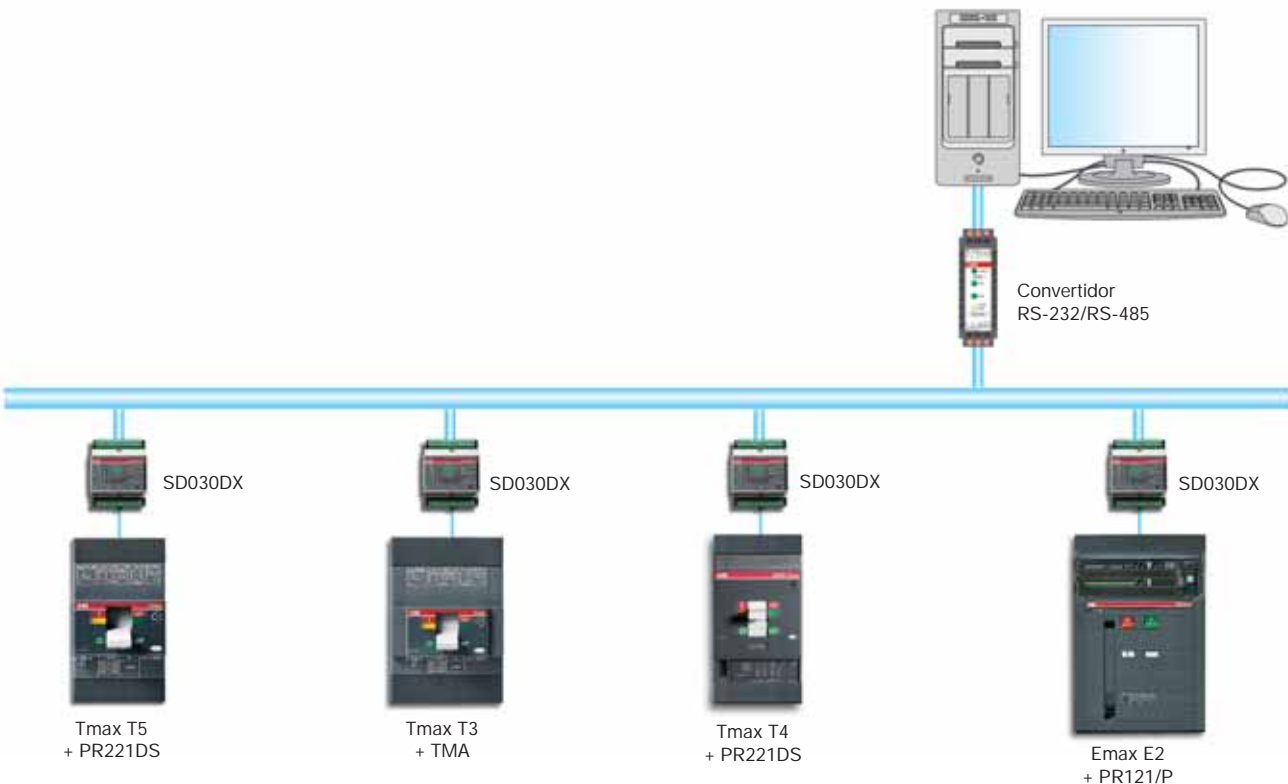 Convertidor
RS-232/RS-485
SD030DX
SD030DX
SD030DX
SD030DX
Tmax T5
+ PR221DS
Tmax T3
+ TMA
Tmax T4
+ PR221DS
Emax E2
+ PR121/P